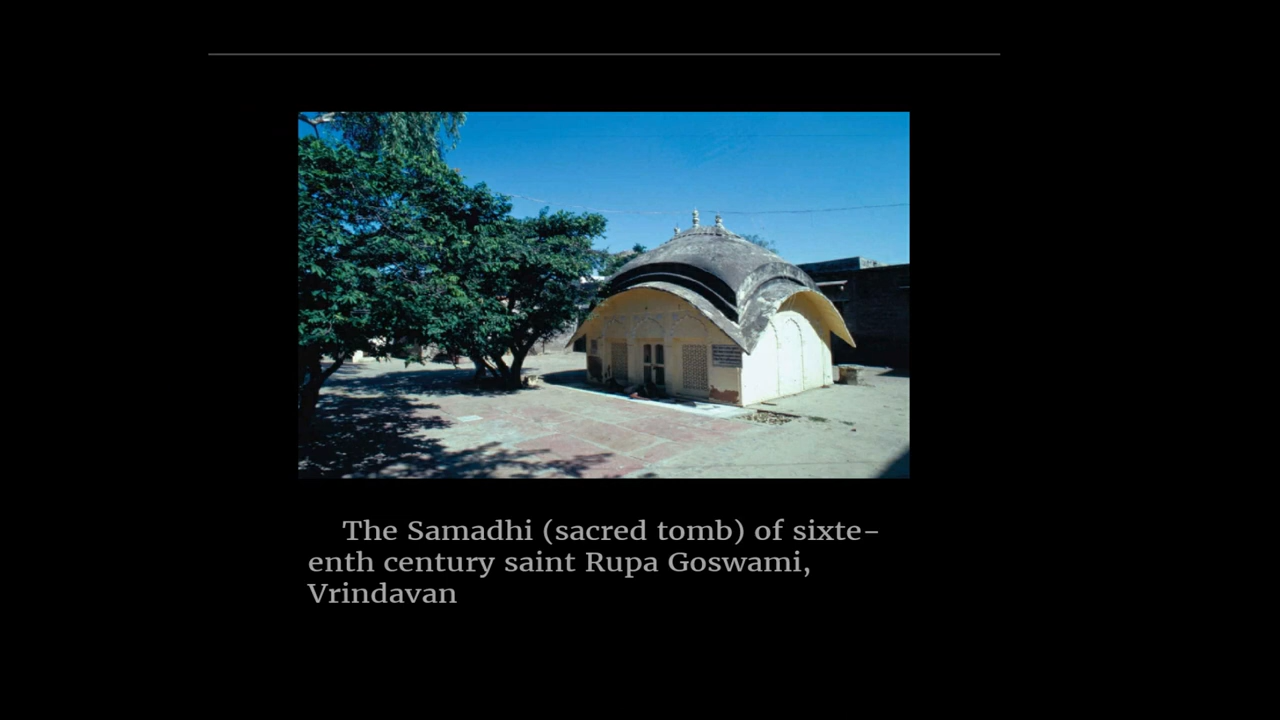 The Samadhi (sacred tomb) of sixte-
enth century saint Rupa Goswami,
Vrindavan